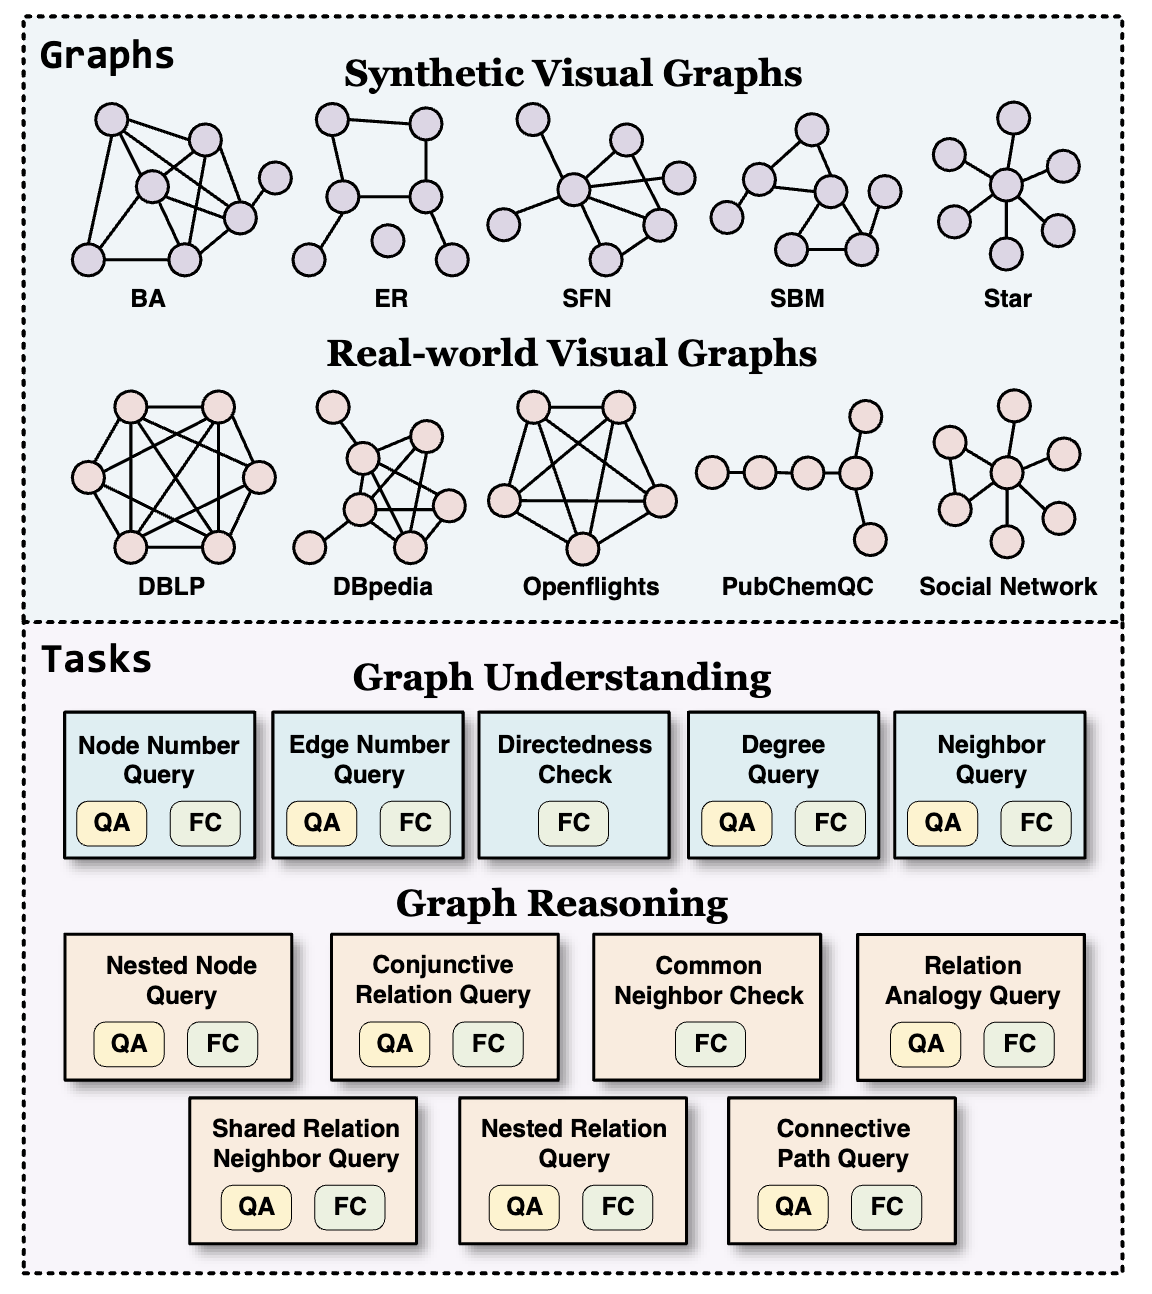 Graphs
Synthetic Visual Graphs
BA
ER
SFN
SBM
Star
Real-world Visual Graphs
DBLP
DBpedia
Openflights
PubChemQC
Social Network
Tasks
Graph Understanding
Node Number
Query
QA FC
Edge Number
Query
QA FC
Directedness
Check
FC
Degree
Query
QA FC
Neighbor
Query
QA FC
Graph Reasoning
Nested Node
Query
QA FC
Conjunctive
Relation Query
QA FC
Common
Neighbor Check
FC
Relation
Analogy Query
QA FC
Shared Relation
Neighbor Query
QA FC
Nested Relation
Query
QA FC
Connective
Path Query
QA FC